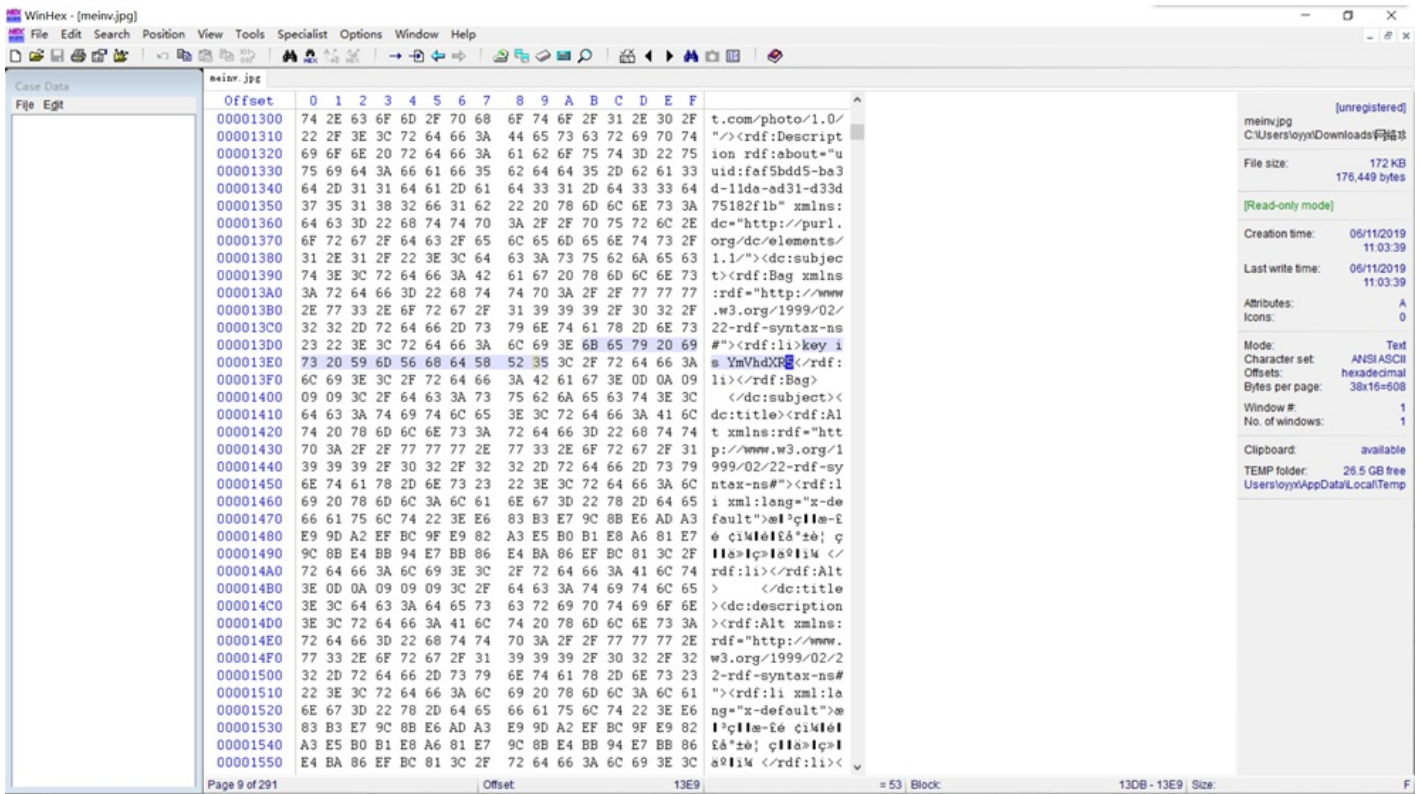 WinHex - [meinv.jpg]
File Edit Search Position View Tools Specialist Options Window Help
Case Data
File Edit
meinv.jpg
Offset 0 1 2 3 4 5 6 7 8 9 A B C D E F
00001300 74 2E 63 6F 6D 2F 70 68 6F 74 6F 2F 31 2E 30 2F t.com/photo/1.0/
00001310 22 2F 3E 3C 72 64 66 3A 44 65 73 63 72 69 70 74 "/><rdf:Descript
00001320 69 6F 6E 20 72 64 66 3A 61 62 6F 75 74 3D 22 75 ion rdf:about="u
00001330 75 69 64 3A 66 61 66 35 62 64 64 35 2D 62 61 33 uid:faf5bdd5-ba3
00001340 64 2D 31 31 64 61 2D 61 64 33 31 2D 64 33 33 64 d-11da-ad31-d33d
00001350 37 35 31 38 32 66 31 62 22 20 78 6D 6C 6E 73 3A 75182f1b" xmlns:
00001360 64 63 3D 22 68 74 74 70 3A 2F 2F 70 75 72 6C 2E dc="http://purl.
00001370 6F 72 67 2F 64 63 2F 65 6C 65 6D 65 6E 74 73 2F org/dc/elements/
00001380 31 2E 31 2F 22 3E 3C 64 63 3A 73 75 62 6A 65 63 1.1/"><dc:subjec
00001390 74 3E 3C 72 64 66 3A 42 61 67 20 78 6D 6C 6E 73 t><rdf:Bag xmlns
000013A0 3A 72 64 66 3D 22 68 74 74 70 3A 2F 2F 77 77 77 :rdf="http://www
000013B0 2E 77 33 2E 6F 72 67 2F 31 39 39 39 2F 30 32 2F .w3.org/1999/02/
000013C0 32 32 2D 72 64 66 2D 73 79 6E 74 61 78 2D 6E 73 22-rdf-syntax-ns
000013D0 23 22 3E 3C 72 64 66 3A 6C 69 3E 6B 65 79 20 69 #"><rdf:li>key i
000013E0 73 20 59 6D 56 68 64 58 52 35 3C 2F 72 64 66 3A s YmVhdXR5</rdf:
000013F0 6C 69 3E 3C 2F 72 64 66 3A 42 61 67 3E 0D 0A 09 li></rdf:Bag>
00001400 09 09 3C 2F 64 63 3A 73 75 62 6A 65 63 74 3E 3C </dc:subject><
00001410 64 63 3A 74 69 74 6C 65 3E 3C 72 64 66 3A 41 6C dc:title><rdf:Al
00001420 74 20 78 6D 6C 6E 73 3A 72 64 66 3D 22 68 74 74 t xmlns:rdf="htt
00001430 70 3A 2F 2F 77 77 77 2E 77 33 2E 6F 72 67 2F 31 p://www.w3.org/1
00001440 39 39 39 2F 30 32 2F 32 32 2D 72 64 66 2D 73 79 999/02/22-rdf-sy
00001450 6E 74 61 78 2D 6E 73 23 22 3E 3C 72 64 66 3A 6C ntax-ns#"><rdf:l
00001460 69 20 78 6D 6C 3A 6C 61 6E 67 3D 22 78 2D 64 65 i xml:lang="x-de
00001470 66 61 75 6C 74 22 3E E6 83 B3 E7 9C 8B E6 AD A3 fault">
00001480 E9 9D A2 EF BC 9F E9 82 A3 E5 B0 B1 E8 A6 81 E7
00001490 9C 8B E4 BB 94 E7 BB 86 E4 BA 86 EF BC 81 3C 2F </
000014A0 72 64 66 3A 6C 69 3E 3C 2F 72 64 66 3A 41 6C 74 rdf:li></rdf:Alt
000014B0 3E 0D 0A 09 09 09 3C 2F 64 63 3A 74 69 74 6C 65 > </dc:title
000014C0 3E 3C 64 63 3A 64 65 73 63 72 69 70 74 69 6F 6E ><dc:description
000014D0 3E 3C 72 64 66 3A 41 6C 74 20 78 6D 6C 6E 73 3A ><rdf:Alt xmlns:
000014E0 72 64 66 3D 22 68 74 74 70 3A 2F 2F 77 77 77 2E rdf="http://www.
000014F0 77 33 2E 6F 72 67 2F 31 39 39 39 2F 30 32 2F 32 w3.org/1999/02/2
00001500 32 2D 72 64 66 2D 73 79 6E 74 61 78 2D 6E 73 23 2-rdf-syntax-ns#
00001510 22 3E 3C 72 64 66 3A 6C 69 20 78 6D 6C 3A 6C 61 "><rdf:li xml:la
00001520 6E 67 3D 22 78 2D 64 65 66 61 75 6C 74 22 3E E6 ng="x-default">æ
00001530 83 B3 E7 9C 8B E6 AD A3 E9 9D A2 EF BC 9F E9 82
00001540 A3 E5 B0 B1 E8 A6 81 E7 9C 8B E4 BB 94 E7 BB 86
00001550 E4 BA 86 EF BC 81 3C 2F 72 64 66 3A 6C 69 3E 3C </rdf:li><
[unregistered]
meinv.jpg
C:\Users\oyyx\Downloads\网络攻
File size: 172 KB
176,449 bytes
[Read-only mode]
Creation time: 06/11/2019
11:03:39
Last write time: 06/11/2019
11:03:39
Attributes: A
Icons: 0
Mode: Text
Character set: ANSI ASCII
Offsets: hexadecimal
Bytes per page: 38x16=608
Window #: 1
No. of windows: 1
Clipboard: available
TEMP folder: 26.5 GB free
Users\oyyx\AppData\Local\Temp
Page 9 of 291 Offset: 13E9 = 53 Block: 13DB - 13E9 Size: F